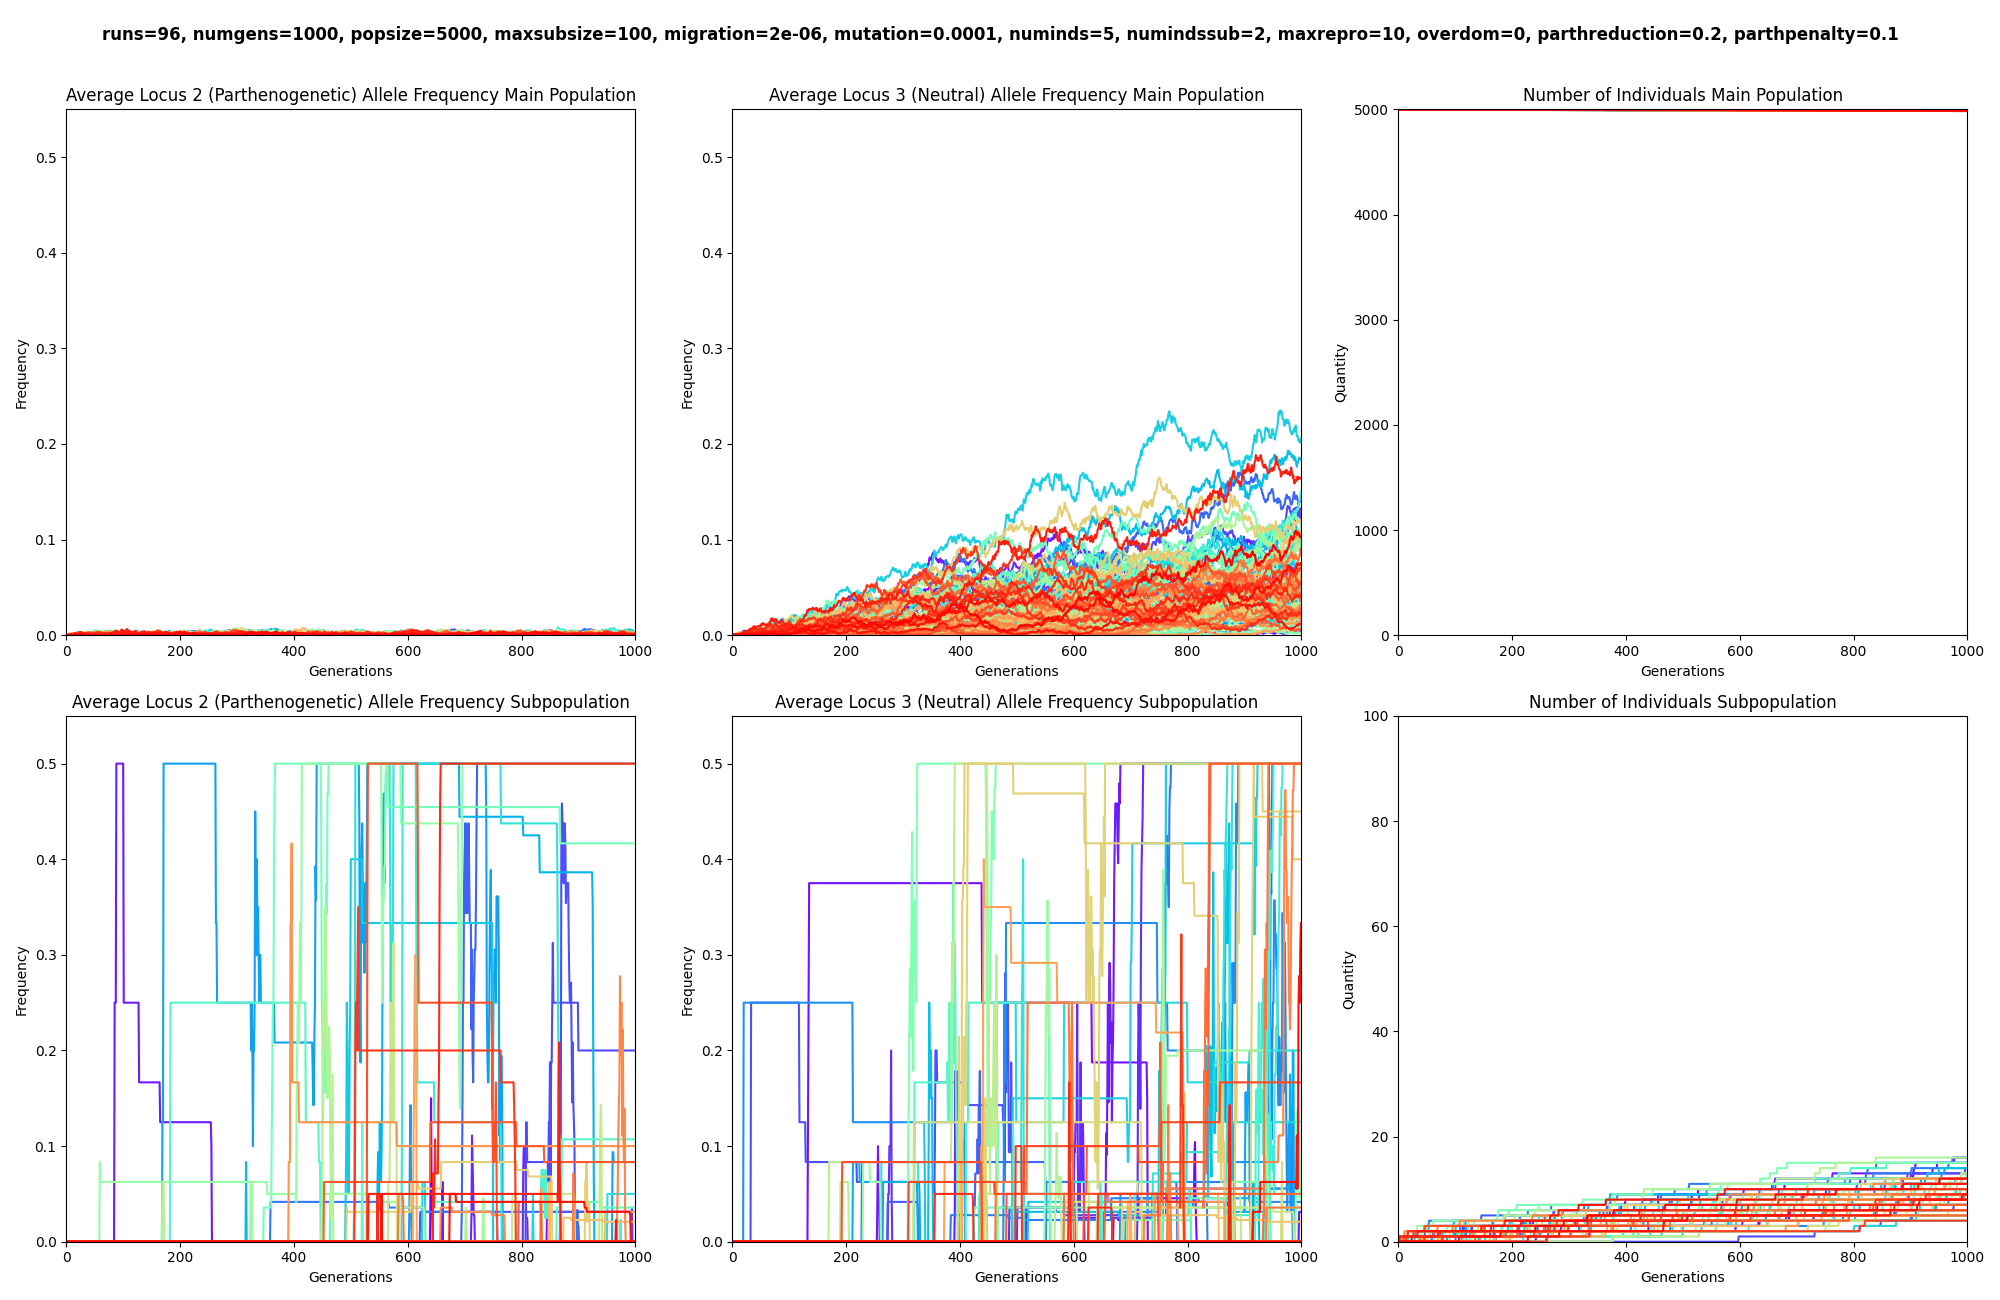 runs=96, numgens=1000, popsize=5000, maxsubsize=100, migration=2e-06, mutation=0.0001, numinds=5, numindssub=2, maxrepro=10, overdom=0, parthreduction=0.2, parthpenalty=0.1
Average Locus 2 (Parthenogenetic) Allele Frequency Main Population
0.5
0.4
0.3
0.2
0.1
0.0
Frequency
0 200 400 600 800 1000
Generations
Average Locus 3 (Neutral) Allele Frequency Main Population
0.5
0.4
0.3
0.2
0.1
0.0
Frequency
0 200 400 600 800 1000
Generations
Number of Individuals Main Population
5000
4000
3000
2000
1000
0
Quantity
0 200 400 600 800 1000
Generations
Average Locus 2 (Parthenogenetic) Allele Frequency Subpopulation
0.5
0.4
0.3
0.2
0.1
0.0
Frequency
0 200 400 600 800 1000
Generations
Average Locus 3 (Neutral) Allele Frequency Subpopulation
0.5
0.4
0.3
0.2
0.1
0.0
Frequency
0 200 400 600 800 1000
Generations
Number of Individuals Subpopulation
100
80
60
40
20
0
Quantity
0 200 400 600 800 1000
Generations